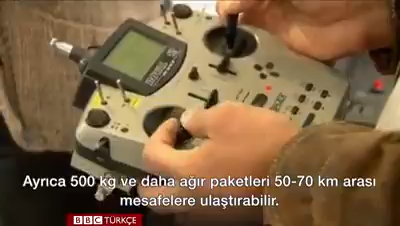 Ayrıca 500 kg ve daha ağır paketleri 50-70 km arası
mesafelere ulaştırabilir.
BBC TÜRKÇE